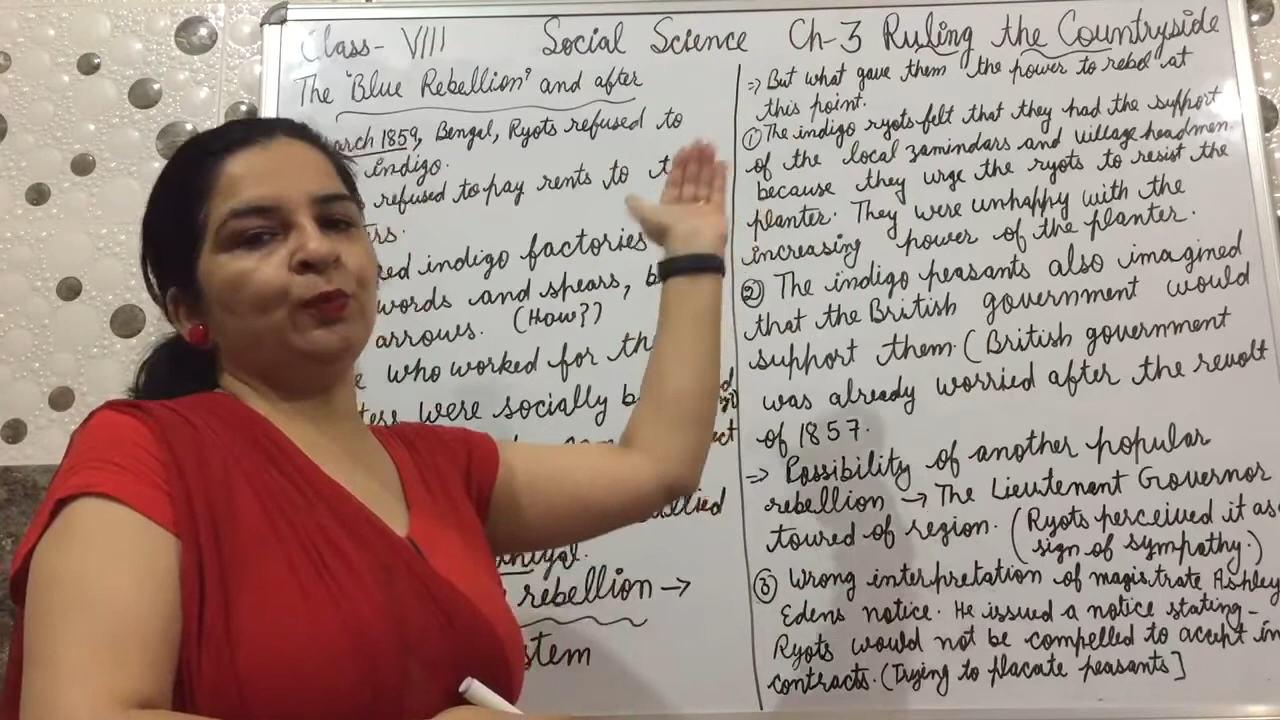 Class- VIII Social Science Ch-3 Ruling the Countryside
The "Blue Rebellion" and after
arch 1859, Bengal, Ryots refused to
indigo.
refused to pay rents to t
rs.
ked indigo factories
words and spears, b
arrows. (How?)
who worked for th
ters were socially b
ect
allied
rebellion →
stem
⇒ But what gave them the power to rebel at
this point.
① The indigo ryots felt that they had the support
of the local zamindars and village headmen
because they urge the ryots to resist the
planter. They were unhappy with the
increasing power of the planter.
② The indigo peasants also imagined
that the British government would
support them. (British government
was already worried after the revolt
of 1857.
⇒ Possibility of another popular
rebellion → The Lieutenant Governor
toured of region. (Ryots perceived it as
sign of sympathy.)
③ Wrong interpretation of magistrate Ashley
Edens notice. He issued a notice stating-
Ryots would not be compelled to accept in
contracts. (Trying to placate peasants]